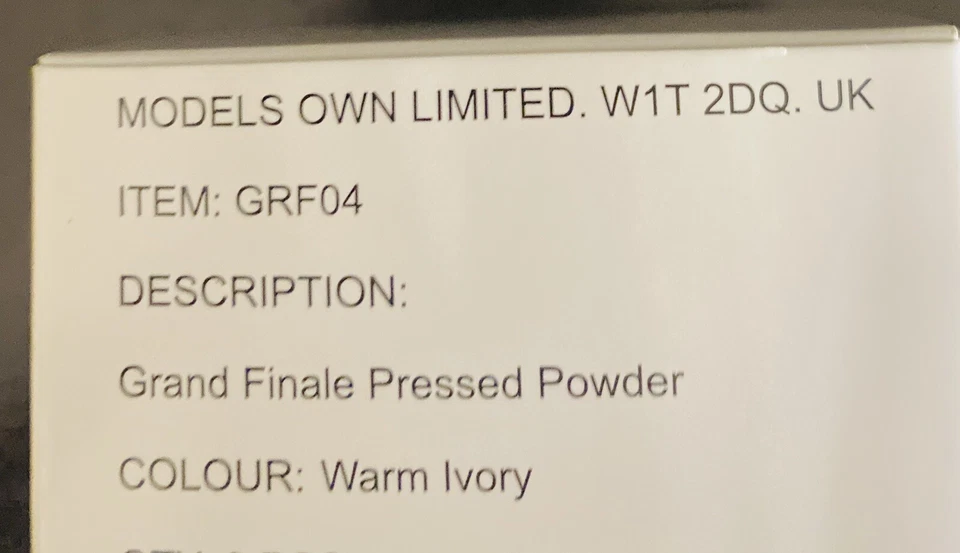 MODELS OWN LIMITED. W1T 2DQ. UK
ITEM: GRF04
DESCRIPTION:
Grand Finale Pressed Powder
COLOUR: Warm Ivory